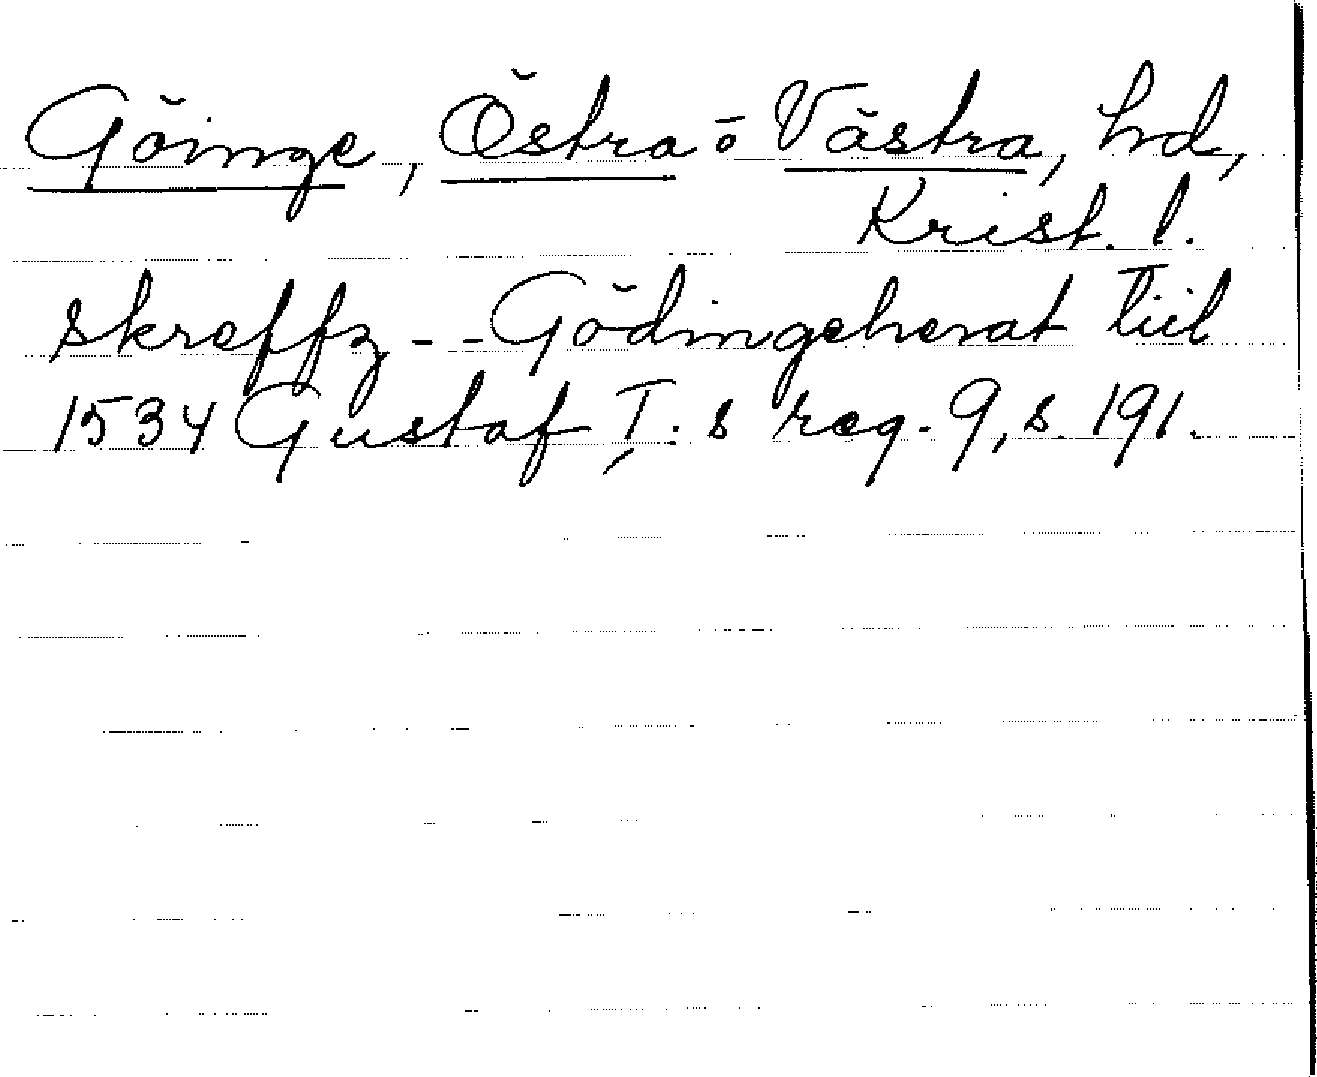 Göinge, Östra o Västra, hd,
Krist. l.
skreffz - - Gödingeherat tiil
1534 Gustaf I:s reg. 9, s. 191.